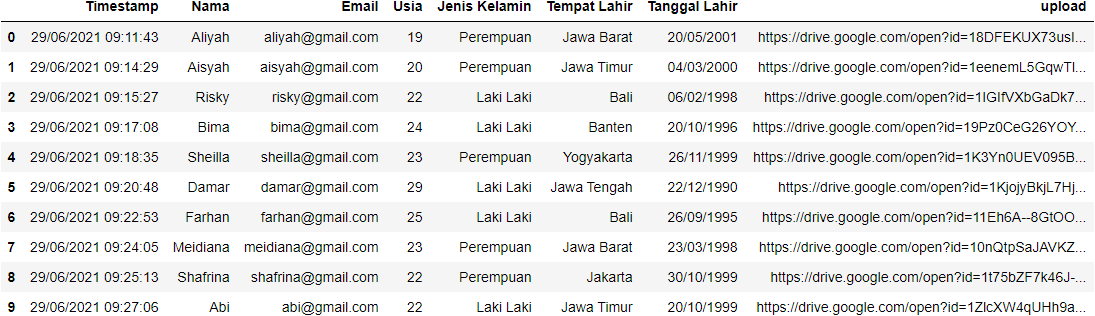 Timestamp Nama Email Usia Jenis Kelamin Tempat Lahir Tanggal Lahir upload
0 29/06/2021 09:11:43 Aliyah aliyah@gmail.com 19 Perempuan Jawa Barat 20/05/2001 https://drive.google.com/open?id=18DFEKUX73usI...
1 29/06/2021 09:14:29 Aisyah aisyah@gmail.com 20 Perempuan Jawa Timur 04/03/2000 https://drive.google.com/open?id=1eenemL5GqwTI...
2 29/06/2021 09:15:27 Risky risky@gmail.com 22 Laki Laki Bali 06/02/1998 https://drive.google.com/open?id=1IGIfVXbGaDk7...
3 29/06/2021 09:17:08 Bima bima@gmail.com 24 Laki Laki Banten 20/10/1996 https://drive.google.com/open?id=19Pz0CeG26YOY...
4 29/06/2021 09:18:35 Sheilla sheilla@gmail.com 23 Perempuan Yogyakarta 26/11/1999 https://drive.google.com/open?id=1K3Yn0UEV095B...
5 29/06/2021 09:20:48 Damar damar@gmail.com 29 Laki Laki Jawa Tengah 22/12/1990 https://drive.google.com/open?id=1KjojyBkjL7Hj...
6 29/06/2021 09:22:53 Farhan farhan@gmail.com 25 Laki Laki Bali 26/09/1995 https://drive.google.com/open?id=11Eh6A--8GtOO...
7 29/06/2021 09:24:05 Meidiana meidiana@gmail.com 23 Perempuan Jawa Barat 23/03/1998 https://drive.google.com/open?id=10nQtpSaJAVKZ...
8 29/06/2021 09:25:13 Shafrina shafrina@gmail.com 22 Perempuan Jakarta 30/10/1999 https://drive.google.com/open?id=1t75bZF7k46J-...
9 29/06/2021 09:27:06 Abi abi@gmail.com 22 Laki Laki Jawa Timur 20/10/1999 https://drive.google.com/open?id=1ZlcXW4qUHh9a...